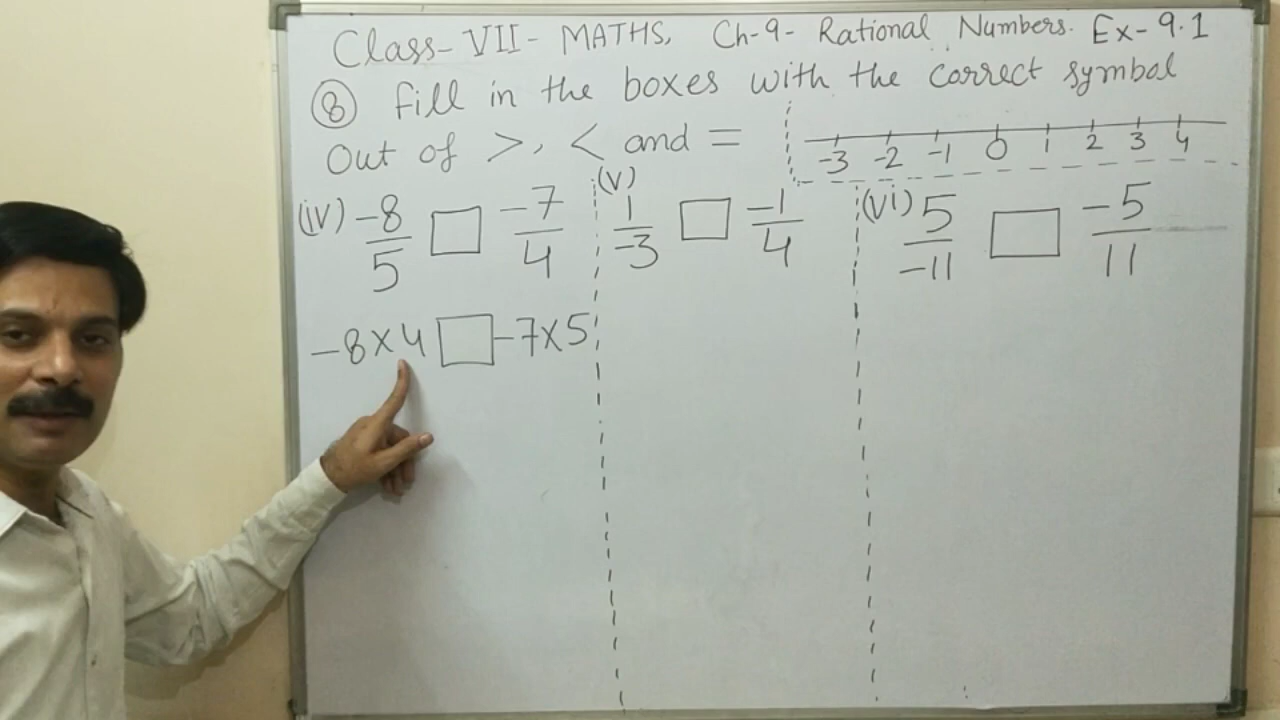 Class-VII- MATHS, Ch-9- Rational Numbers. Ex-9.1
⑧ fill in the boxes with the correct symbol
Out of >, < and =
-3 -2 -1 0 1 2 3 4
(iv) -8/5 □ -7/4
(v) 1/-3 □ -1/4
(vi) 5/-11 □ -5/11
-8×4 □ -7×5